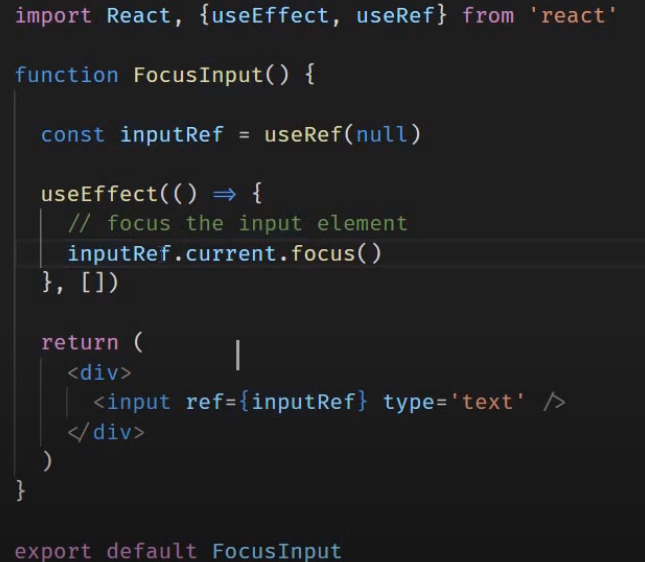 import React, {useEffect, useRef} from 'react'
function FocusInput() {
const inputRef = useRef(null)
useEffect(() => {
// focus the input element
inputRef.current.focus()
}, [])
return (
<div>
<input ref={inputRef} type='text' />
</div>
)
}
export default FocusInput